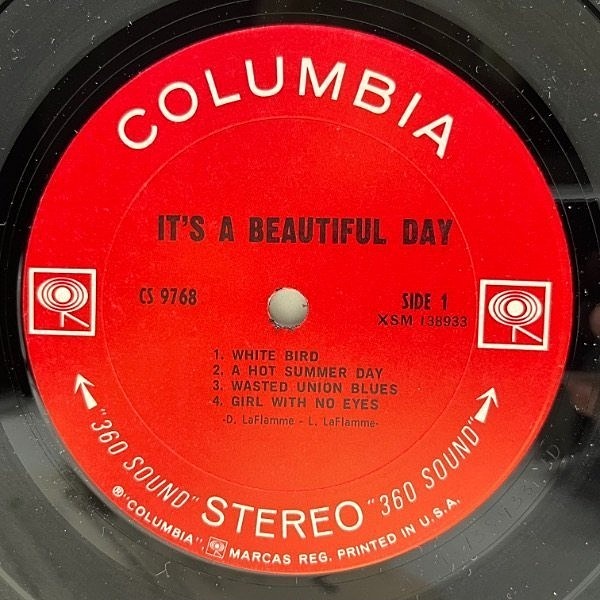 COLUMBIA
IT'S A BEAUTIFUL DAY
CS 9768
SIDE 1
XSM 138933
1. WHITE BIRD
2. A HOT SUMMER DAY
3. WASTED UNION BLUES
4. GIRL WITH NO EYES
-D. LaFlamme - L. LaFlamme-
"360 SOUND" STEREO "360 SOUND"
® "COLUMBIA", MARCAS REG. PRINTED IN U.S.A.